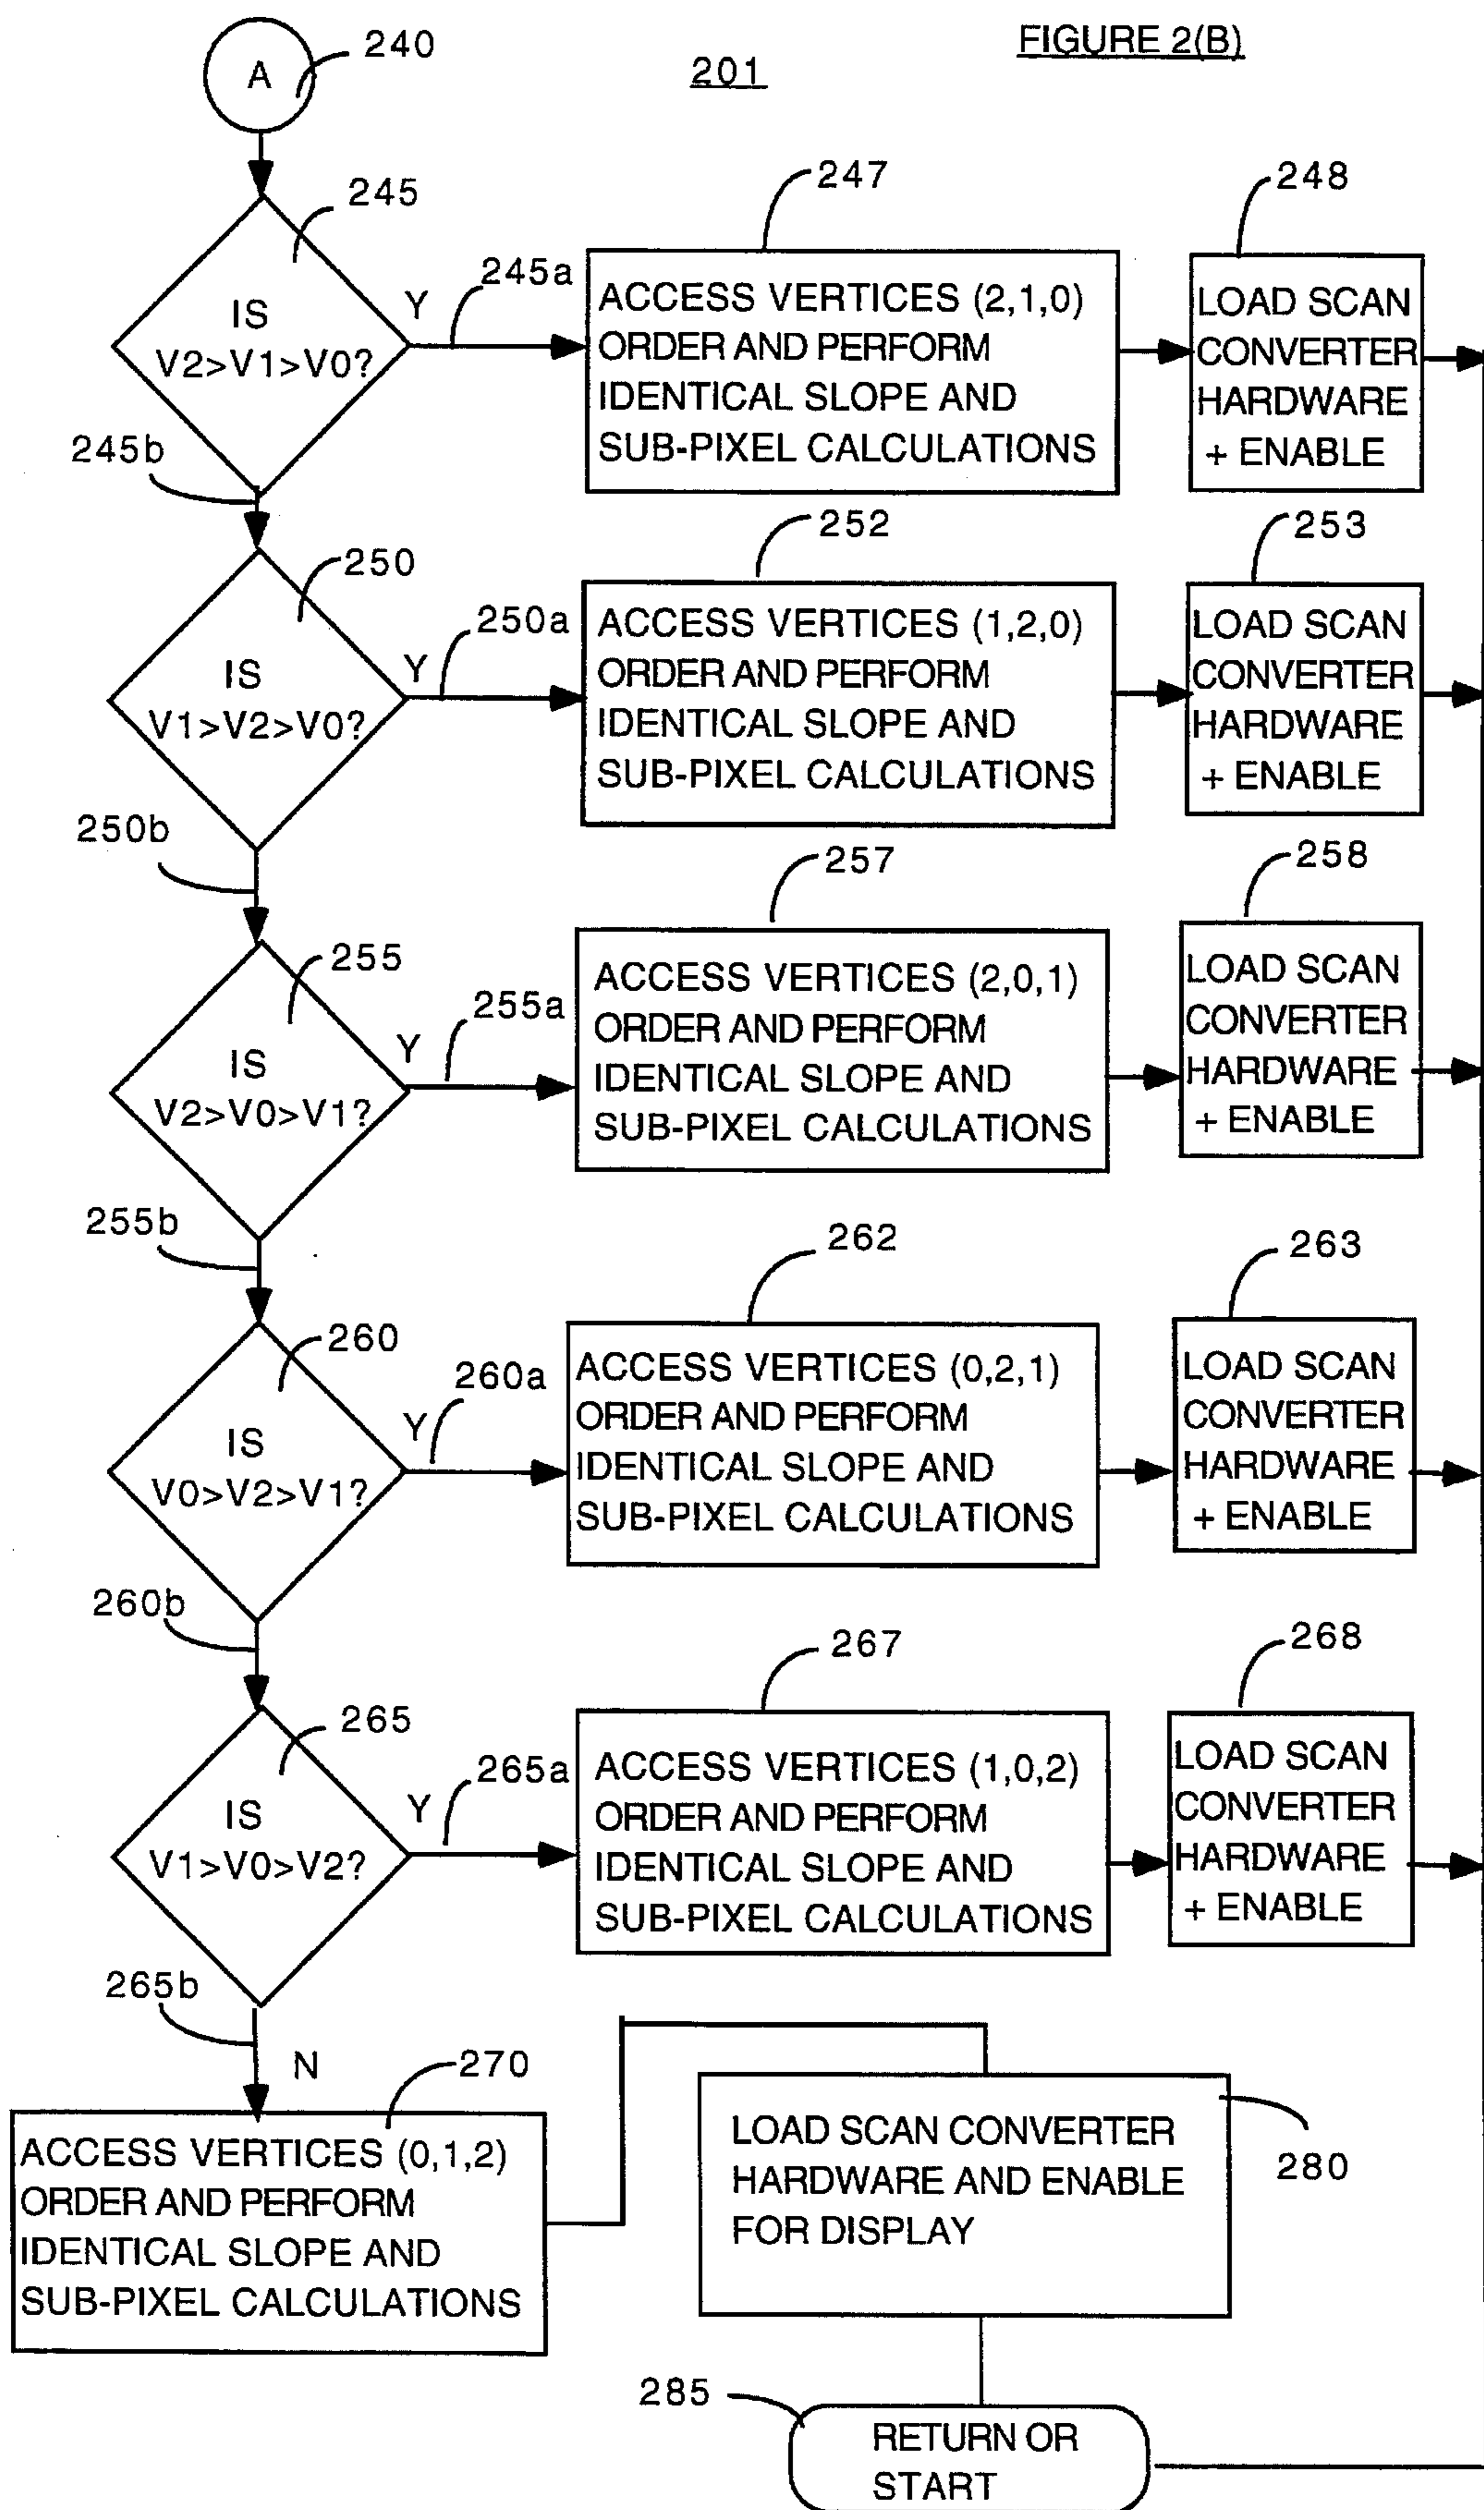 FIGURE 2(B)
201
A
240
245
IS
V2>V1>V0?
Y
245a
245b
247
ACCESS VERTICES (2,1,0)
ORDER AND PERFORM
IDENTICAL SLOPE AND
SUB-PIXEL CALCULATIONS
248
LOAD SCAN
CONVERTER
HARDWARE
+ ENABLE
250
IS
V1>V2>V0?
Y
250a
250b
252
ACCESS VERTICES (1,2,0)
ORDER AND PERFORM
IDENTICAL SLOPE AND
SUB-PIXEL CALCULATIONS
253
LOAD SCAN
CONVERTER
HARDWARE
+ ENABLE
255
IS
V2>V0>V1?
Y
255a
255b
257
ACCESS VERTICES (2,0,1)
ORDER AND PERFORM
IDENTICAL SLOPE AND
SUB-PIXEL CALCULATIONS
258
LOAD SCAN
CONVERTER
HARDWARE
+ ENABLE
260
IS
V0>V2>V1?
Y
260a
260b
262
ACCESS VERTICES (0,2,1)
ORDER AND PERFORM
IDENTICAL SLOPE AND
SUB-PIXEL CALCULATIONS
263
LOAD SCAN
CONVERTER
HARDWARE
+ ENABLE
265
IS
V1>V0>V2?
Y
265a
265b
N
267
ACCESS VERTICES (1,0,2)
ORDER AND PERFORM
IDENTICAL SLOPE AND
SUB-PIXEL CALCULATIONS
268
LOAD SCAN
CONVERTER
HARDWARE
+ ENABLE
270
ACCESS VERTICES (0,1,2)
ORDER AND PERFORM
IDENTICAL SLOPE AND
SUB-PIXEL CALCULATIONS
LOAD SCAN CONVERTER
HARDWARE AND ENABLE
FOR DISPLAY
280
285
RETURN OR
START